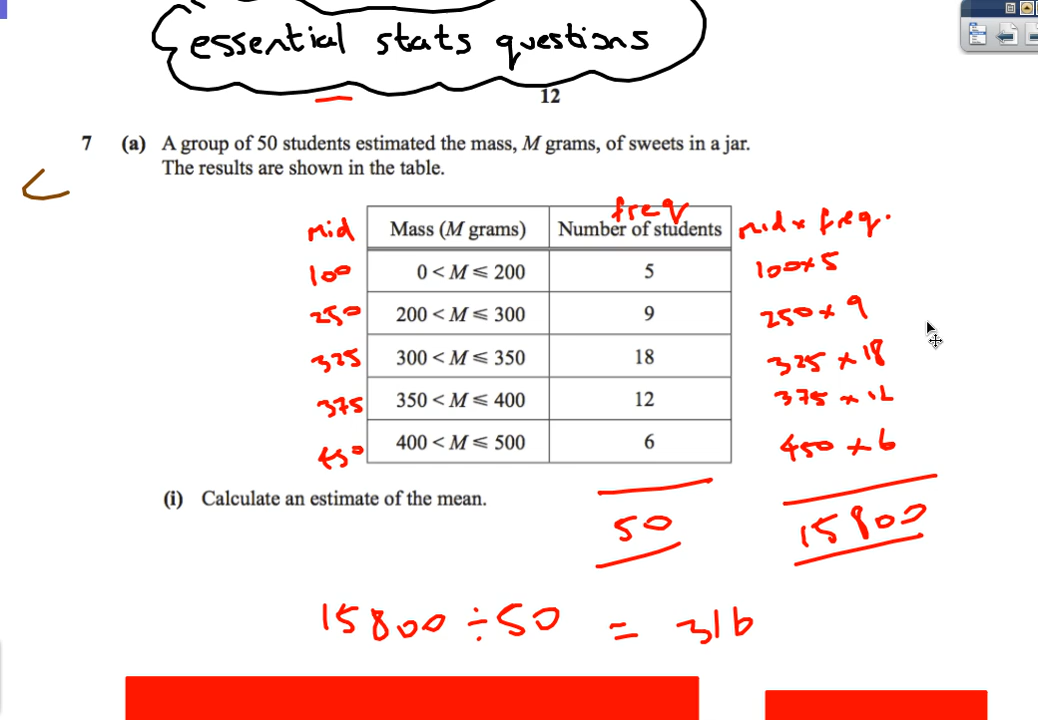 essential stats questions
12
7 (a) A group of 50 students estimated the mass, M grams, of sweets in a jar.
The results are shown in the table.
freq
mid Mass (M grams) Number of students mid x freq.
100 0 < M ⩽ 200 5 100x5
250 200 < M ⩽ 300 9 250 x 9
325 300 < M ⩽ 350 18 325 x 18
375 350 < M ⩽ 400 12 375 x 12
450 400 < M ⩽ 500 6 450 x 6
(i) Calculate an estimate of the mean.
50 15800
15800 ÷ 50 = 316